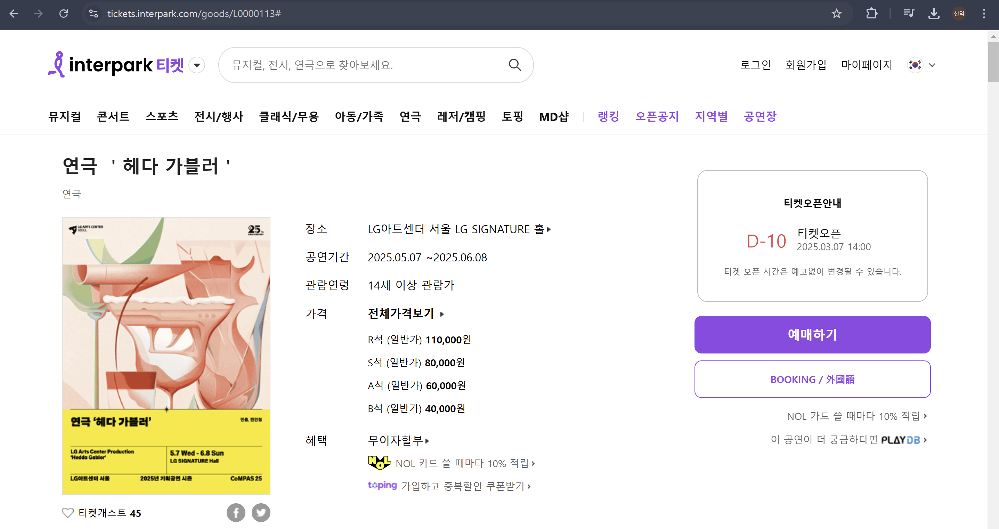 tickets.interpark.com/goods/L0000113#
신익
interpark 티켓
뮤지컬, 전시, 연극으로 찾아보세요.
로그인 회원가입 마이페이지
뮤지컬 콘서트 스포츠 전시/행사 클래식/무용 아동/가족 연극 레저/캠핑 토핑 MD샵 랭킹 오픈공지 지역별 공연장
연극 ' 헤다 가블러 '
연극
LG ARTS CENTER
SEOUL
25
연극 ‘헤다 가블러’
연출. 전인철
LG Arts Center Production
'Hedda Gabler'
5.7 Wed - 6.8 Sun
LG SIGNATURE Hall
LG아트센터 서울 2025년 기획공연 시즌 CoMPAS 25
티켓캐스트 45
장소 LG아트센터 서울 LG SIGNATURE 홀
공연기간 2025.05.07 ~2025.06.08
관람연령 14세 이상 관람가
가격 전체가격보기
R석 (일반가) 110,000원
S석 (일반가) 80,000원
A석 (일반가) 60,000원
B석 (일반가) 40,000원
혜택 무이자할부
NOL NOL 카드 쓸 때마다 10% 적립
toping 가입하고 중복할인 쿠폰받기
티켓오픈안내
D-10 티켓오픈
2025.03.07 14:00
티켓 오픈 시간은 예고없이 변경될 수 있습니다.
예매하기
BOOKING / 外國語
NOL 카드 쓸 때마다 10% 적립
이 공연이 더 궁금하다면 PLAYDB